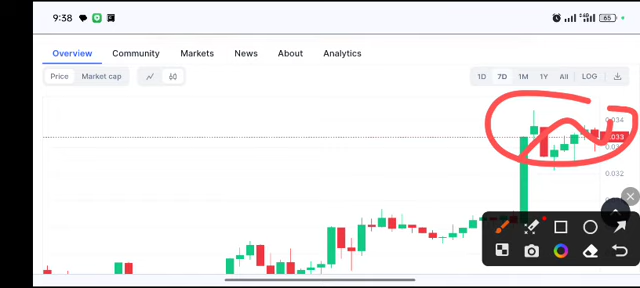 9:38 65
Overview Community Markets News About Analytics
Price Market cap 1D 7D 1M 1Y All LOG
0.034
0.033
0.032